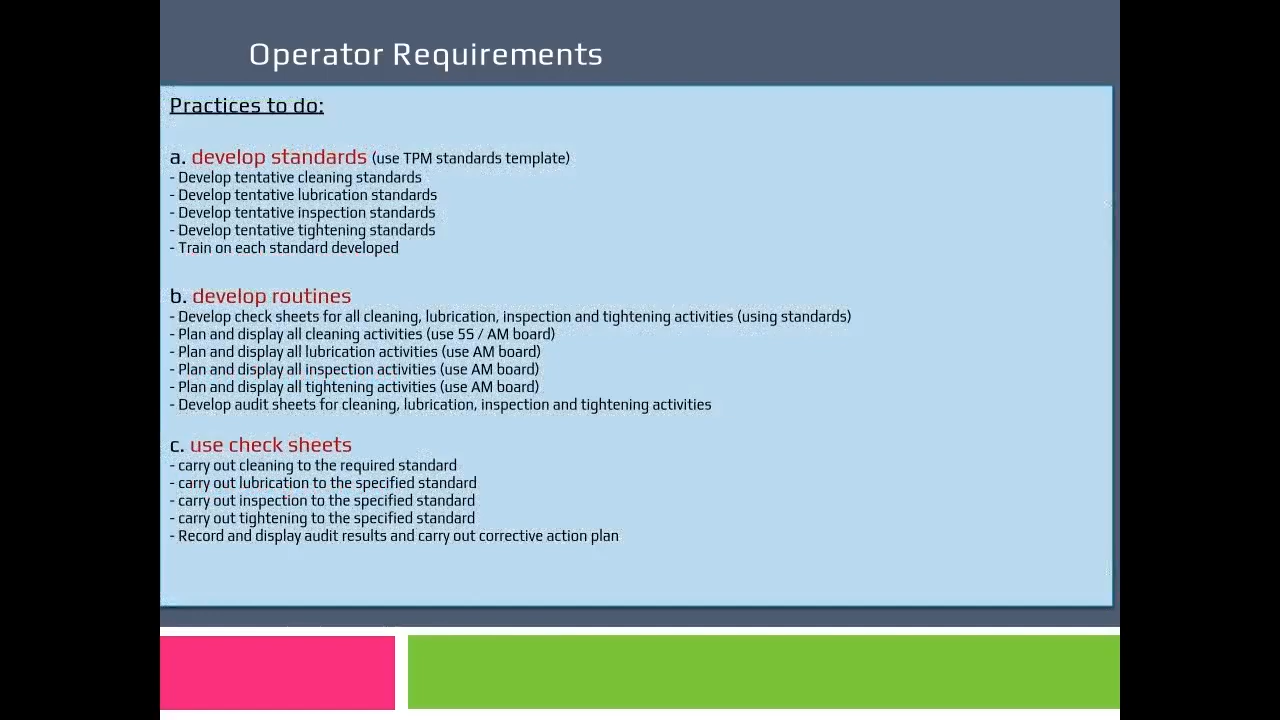 Operator Requirements
Practices to do:
a. develop standards (use TPM standards template)
- Develop tentative cleaning standards
- Develop tentative lubrication standards
- Develop tentative inspection standards
- Develop tentative tightening standards
- Train on each standard developed
b. develop routines
- Develop check sheets for all cleaning, lubrication, inspection and tightening activities (using standards)
- Plan and display all cleaning activities (use 5S / AM board)
- Plan and display all lubrication activities (use AM board)
- Plan and display all inspection activities (use AM board)
- Plan and display all tightening activities (use AM board)
- Develop audit sheets for cleaning, lubrication, inspection and tightening activities
c. use check sheets
- carry out cleaning to the required standard
- carry out lubrication to the specified standard
- carry out inspection to the specified standard
- carry out tightening to the specified standard
- Record and display audit results and carry out corrective action plan